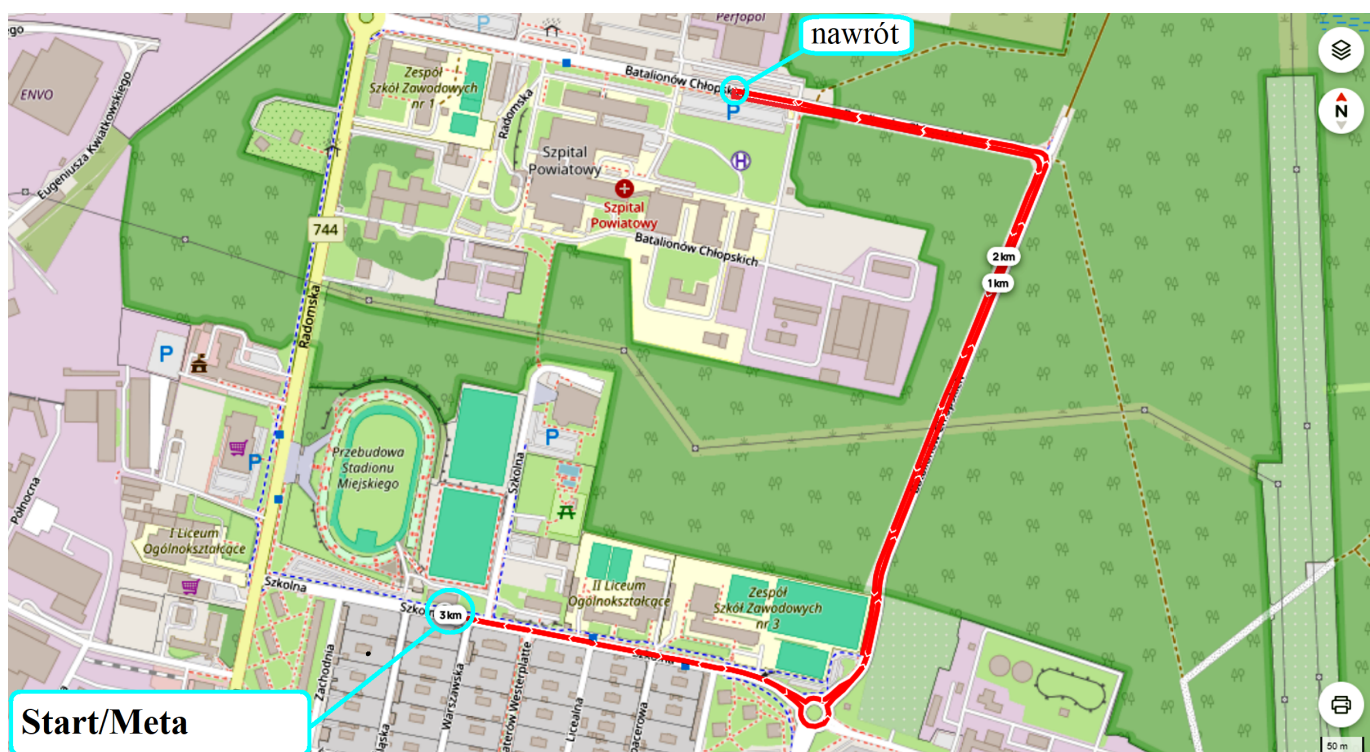 nawrót
Perfopol
ego
P
Batalionów Chłopskich
ENVO
Zespół
Szkół Zawodowych
nr 1
Radomska
Eugeniusza Kwiatkowskiego
P
N
Szpital
Powiatowy
H
Szpital
Powiatowy
744
Batalionów Chłopskich
2 km
1 km
Radomska
P
P
P
Przebudowa
Stadionu
Miejskiego
Szkolna
Północna
I Liceum
Ogólnokształcące
II Liceum
Ogólnokształcące
Zespół
Szkół Zawodowych
nr 3
Szkolna
3 km
Szkolna
Zachodnia
Warszawska
Licealna
Start/Meta
50 m